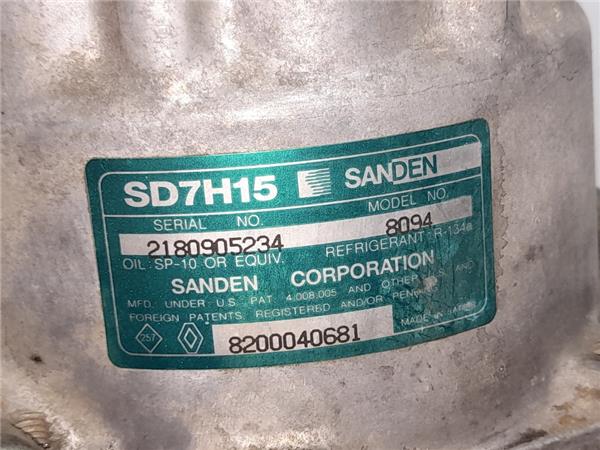 SD7H15 SANDEN
SERIAL NO. MODEL NO.
2180905234 8094
OIL: SP-10 OR EQUIV. REFRIGERANT: R-134a
SANDEN CORPORATION
MFD. UNDER: U.S. PAT. 4,008,005 AND OTHER U.S. AND
FOREIGN PATENTS, REGISTERED AND/OR PENDING
MADE IN JAPAN
257 8200040681